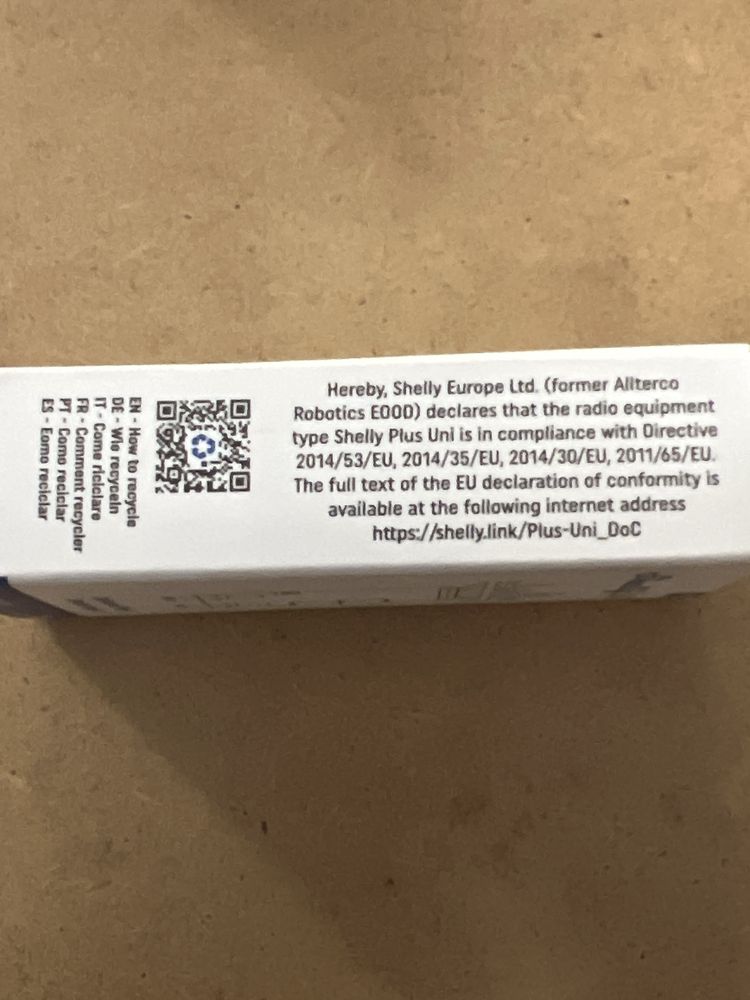 Hereby, Shelly Europe Ltd. (former Allterco
Robotics EOOD) declares that the radio equipment
type Shelly Plus Uni is in compliance with Directive
2014/53/EU, 2014/35/EU, 2014/30/EU, 2011/65/EU.
The full text of the EU declaration of conformity is
available at the following internet address
https://shelly.link/Plus-Uni_DoC
EN - How to recycle
DE - Wie recyceln
IT - Come riciclare
FR - Comment recycler
PT - Como reciclar
ES - Eomo reciclar